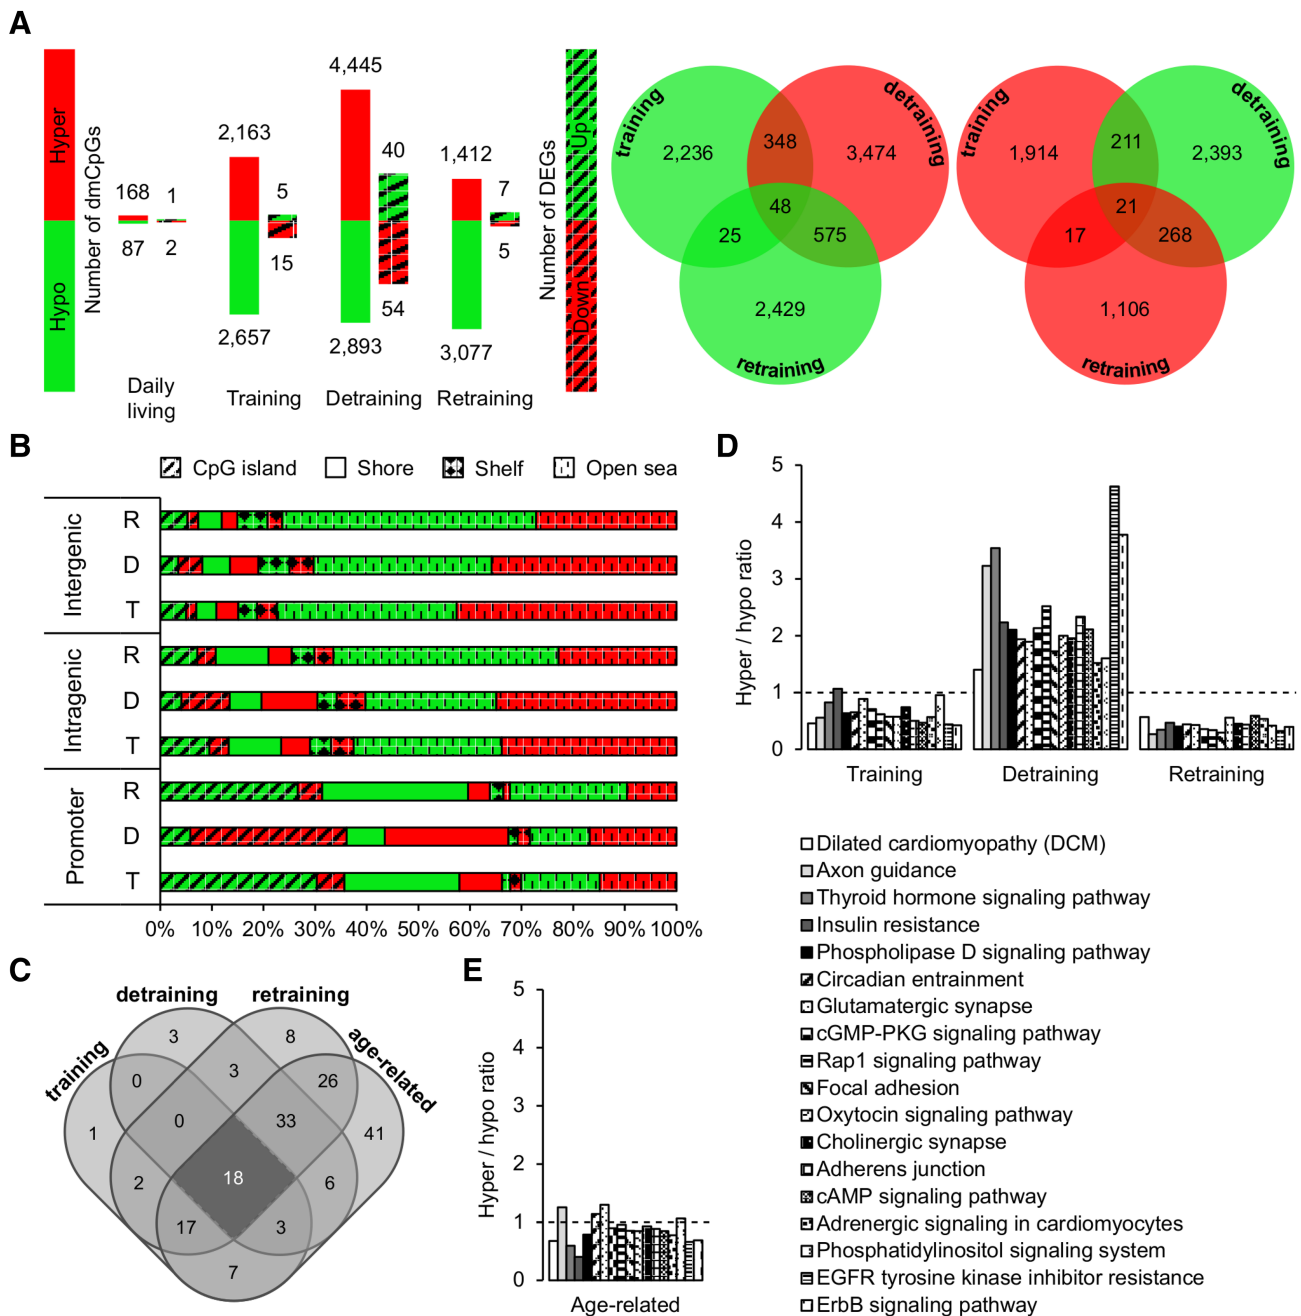 A
Hyper
Hypo
Number of dmCpGs
168
1
87
2
2,163
5
15
2,657
4,445
40
54
2,893
1,412
7
5
3,077
Daily
living
Training
Detraining
Retraining
Number of DEGs
Up
Down
training
detraining
retraining
2,236
348
3,474
48
25
575
2,429
training
detraining
retraining
1,914
211
2,393
21
17
268
1,106
B
CpG island
Shore
Shelf
Open sea
Intergenic
R
D
T
Intragenic
R
D
T
Promoter
R
D
T
0%
10%
20%
30%
40%
50%
60%
70%
80%
90%
100%
C
training
detraining
retraining
age-related
3
8
0
3
26
1
0
33
41
2
18
6
17
3
7
D
Hyper / hypo ratio
5
4
3
2
1
0
Training
Detraining
Retraining
Dilated cardiomyopathy (DCM)
Axon guidance
Thyroid hormone signaling pathway
Insulin resistance
Phospholipase D signaling pathway
Circadian entrainment
Glutamatergic synapse
cGMP-PKG signaling pathway
Rap1 signaling pathway
Focal adhesion
Oxytocin signaling pathway
Cholinergic synapse
Adherens junction
cAMP signaling pathway
Adrenergic signaling in cardiomyocytes
Phosphatidylinositol signaling system
EGFR tyrosine kinase inhibitor resistance
ErbB signaling pathway
E
Hyper / hypo ratio
5
4
3
2
1
0
Age-related